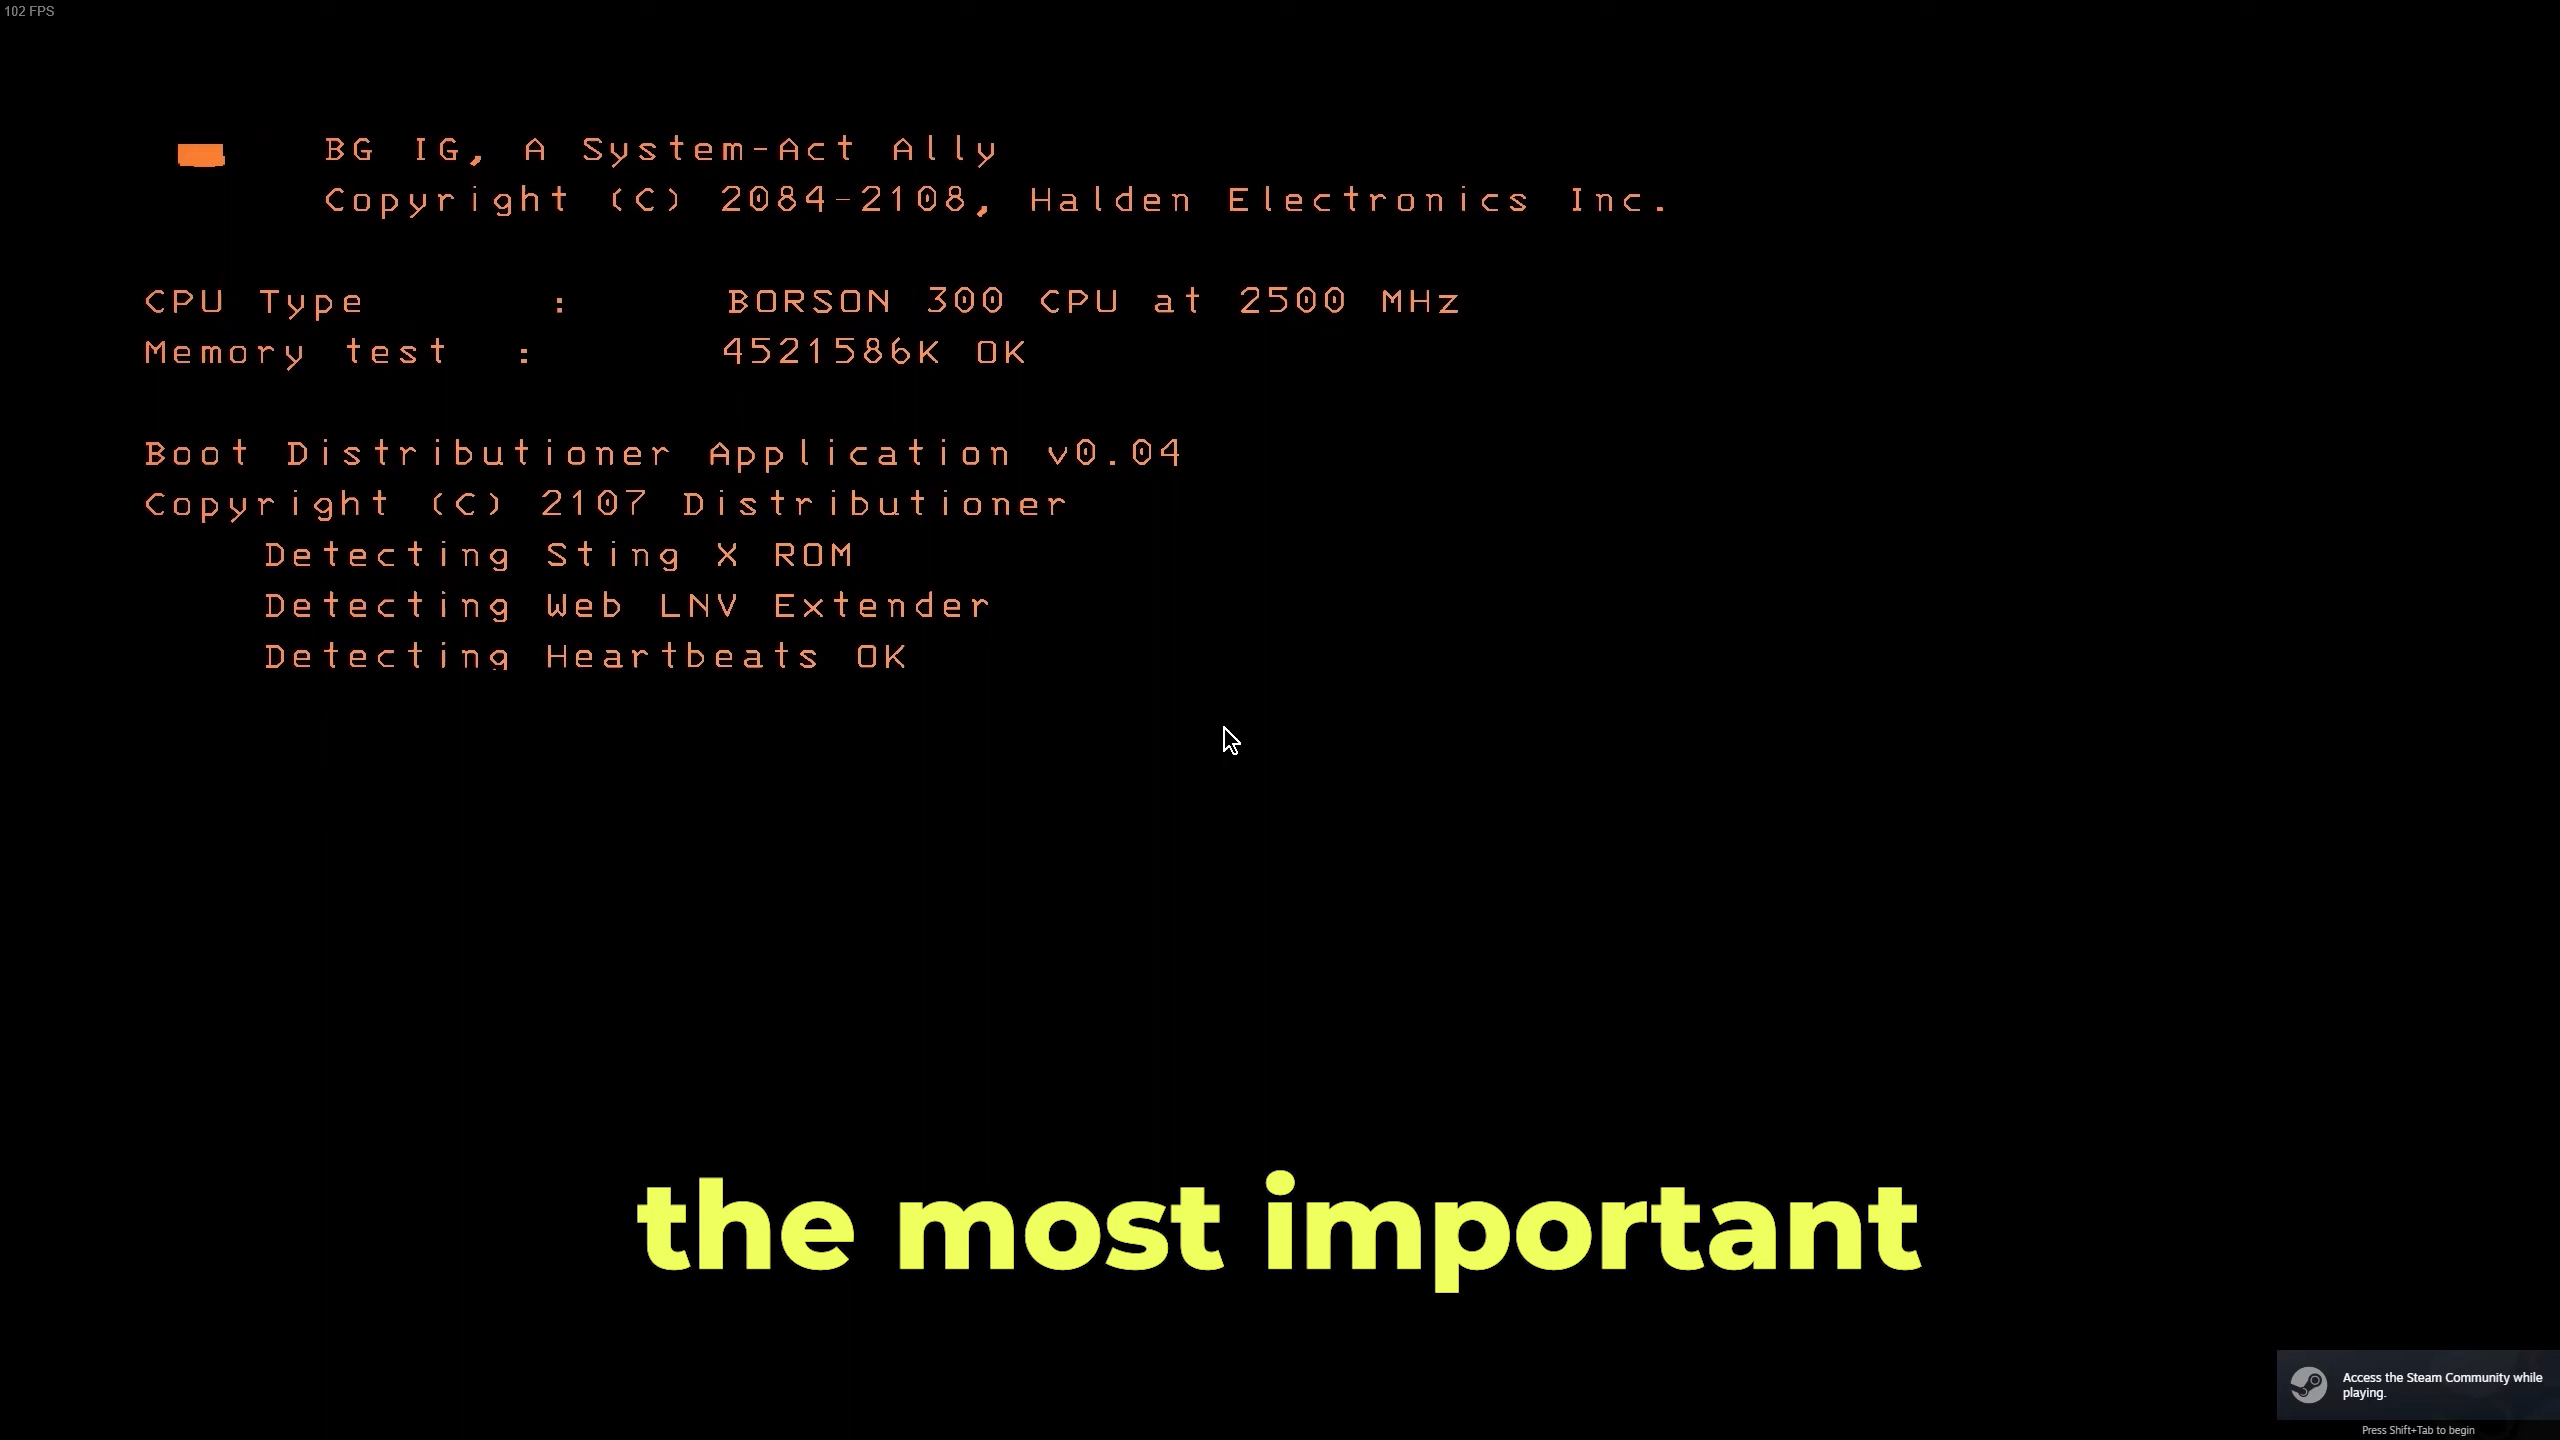 102 FPS
BG IG, A System-Act Ally
Copyright (C) 2084-2108, Halden Electronics Inc.
CPU Type : BORSON 300 CPU at 2500 MHz
Memory test : 4521586K OK
Boot Distributioner Application v0.04
Copyright (C) 2107 Distributioner
Detecting Sting X ROM
Detecting Web LNV Extender
Detecting Heartbeats OK
the most important
Access the Steam Community while
playing.
Press Shift+Tab to begin